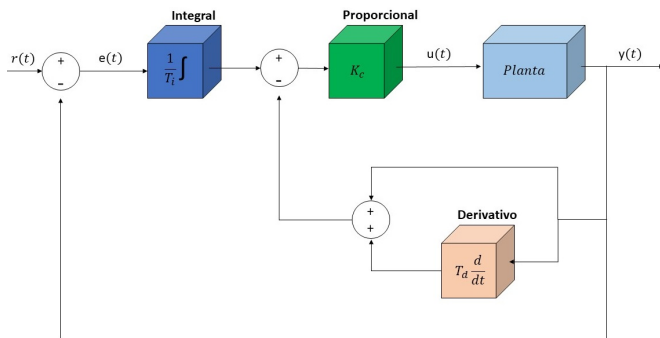 Integral
Proporcional
r(t)
+
-
e(t)
1/T_i ∫
+
-
K_c
u(t)
Planta
y(t)
+
+
Derivativo
T_d d/dt